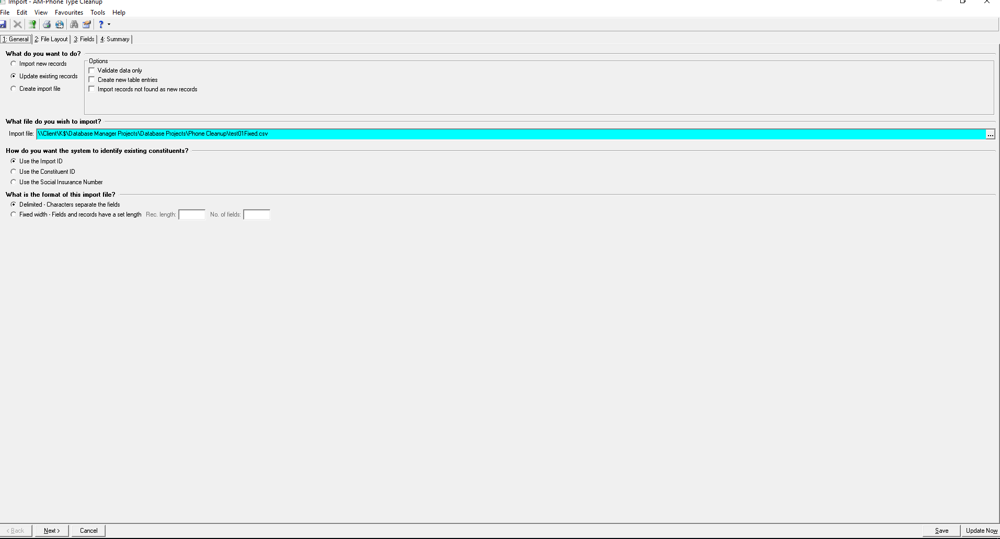 Import - AM-Phone Type Cleanup
File Edit View Favourites Tools Help
1: General 2: File Layout 3: Fields 4: Summary
What do you want to do?
Import new records
Update existing records
Create import file
Options
Validate data only
Create new table entries
Import records not found as new records
What file do you wish to import?
Import file: \\Client\K$\Database Manager Projects\Database Projects\Phone Cleanup\test01Fixed.csv ...
How do you want the system to identify existing constituents?
Use the Import ID
Use the Constituent ID
Use the Social Insurance Number
What is the format of this import file?
Delimited - Characters separate the fields
Fixed width - Fields and records have a set length Rec. length: No. of fields:
< Back Next > Cancel Save Update Now